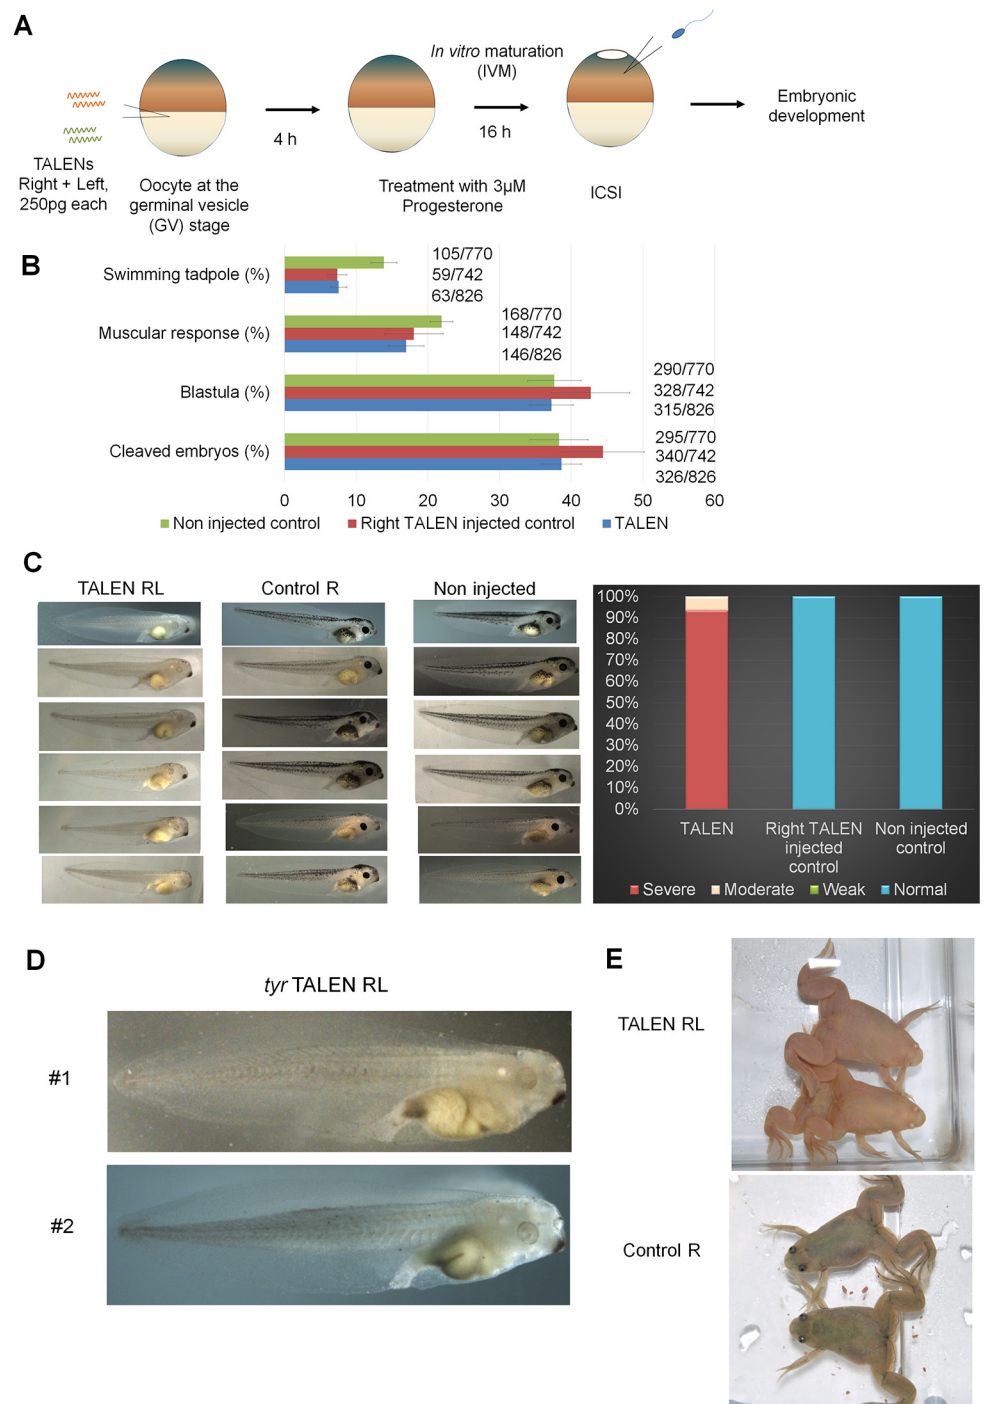 A
TALENs
Right + Left,
250pg each
Oocyte at the
germinal vesicle
(GV) stage
4 h
Treatment with 3μM
Progesterone
In vitro maturation
(IVM)
16 h
ICSI
Embryonic
development
B
Swimming tadpole (%)
105/770
59/742
63/826
Muscular response (%)
168/770
148/742
146/826
Blastula (%)
290/770
328/742
315/826
Cleaved embryos (%)
295/770
340/742
326/826
0 10 20 30 40 50 60
Non injected control Right TALEN injected control TALEN
C
TALEN RL Control R Non injected
100%
90%
80%
70%
60%
50%
40%
30%
20%
10%
0%
TALEN
Right TALEN
injected
control
Non injected
control
Severe Moderate Weak Normal
D
tyr TALEN RL
#1
#2
E
TALEN RL
Control R